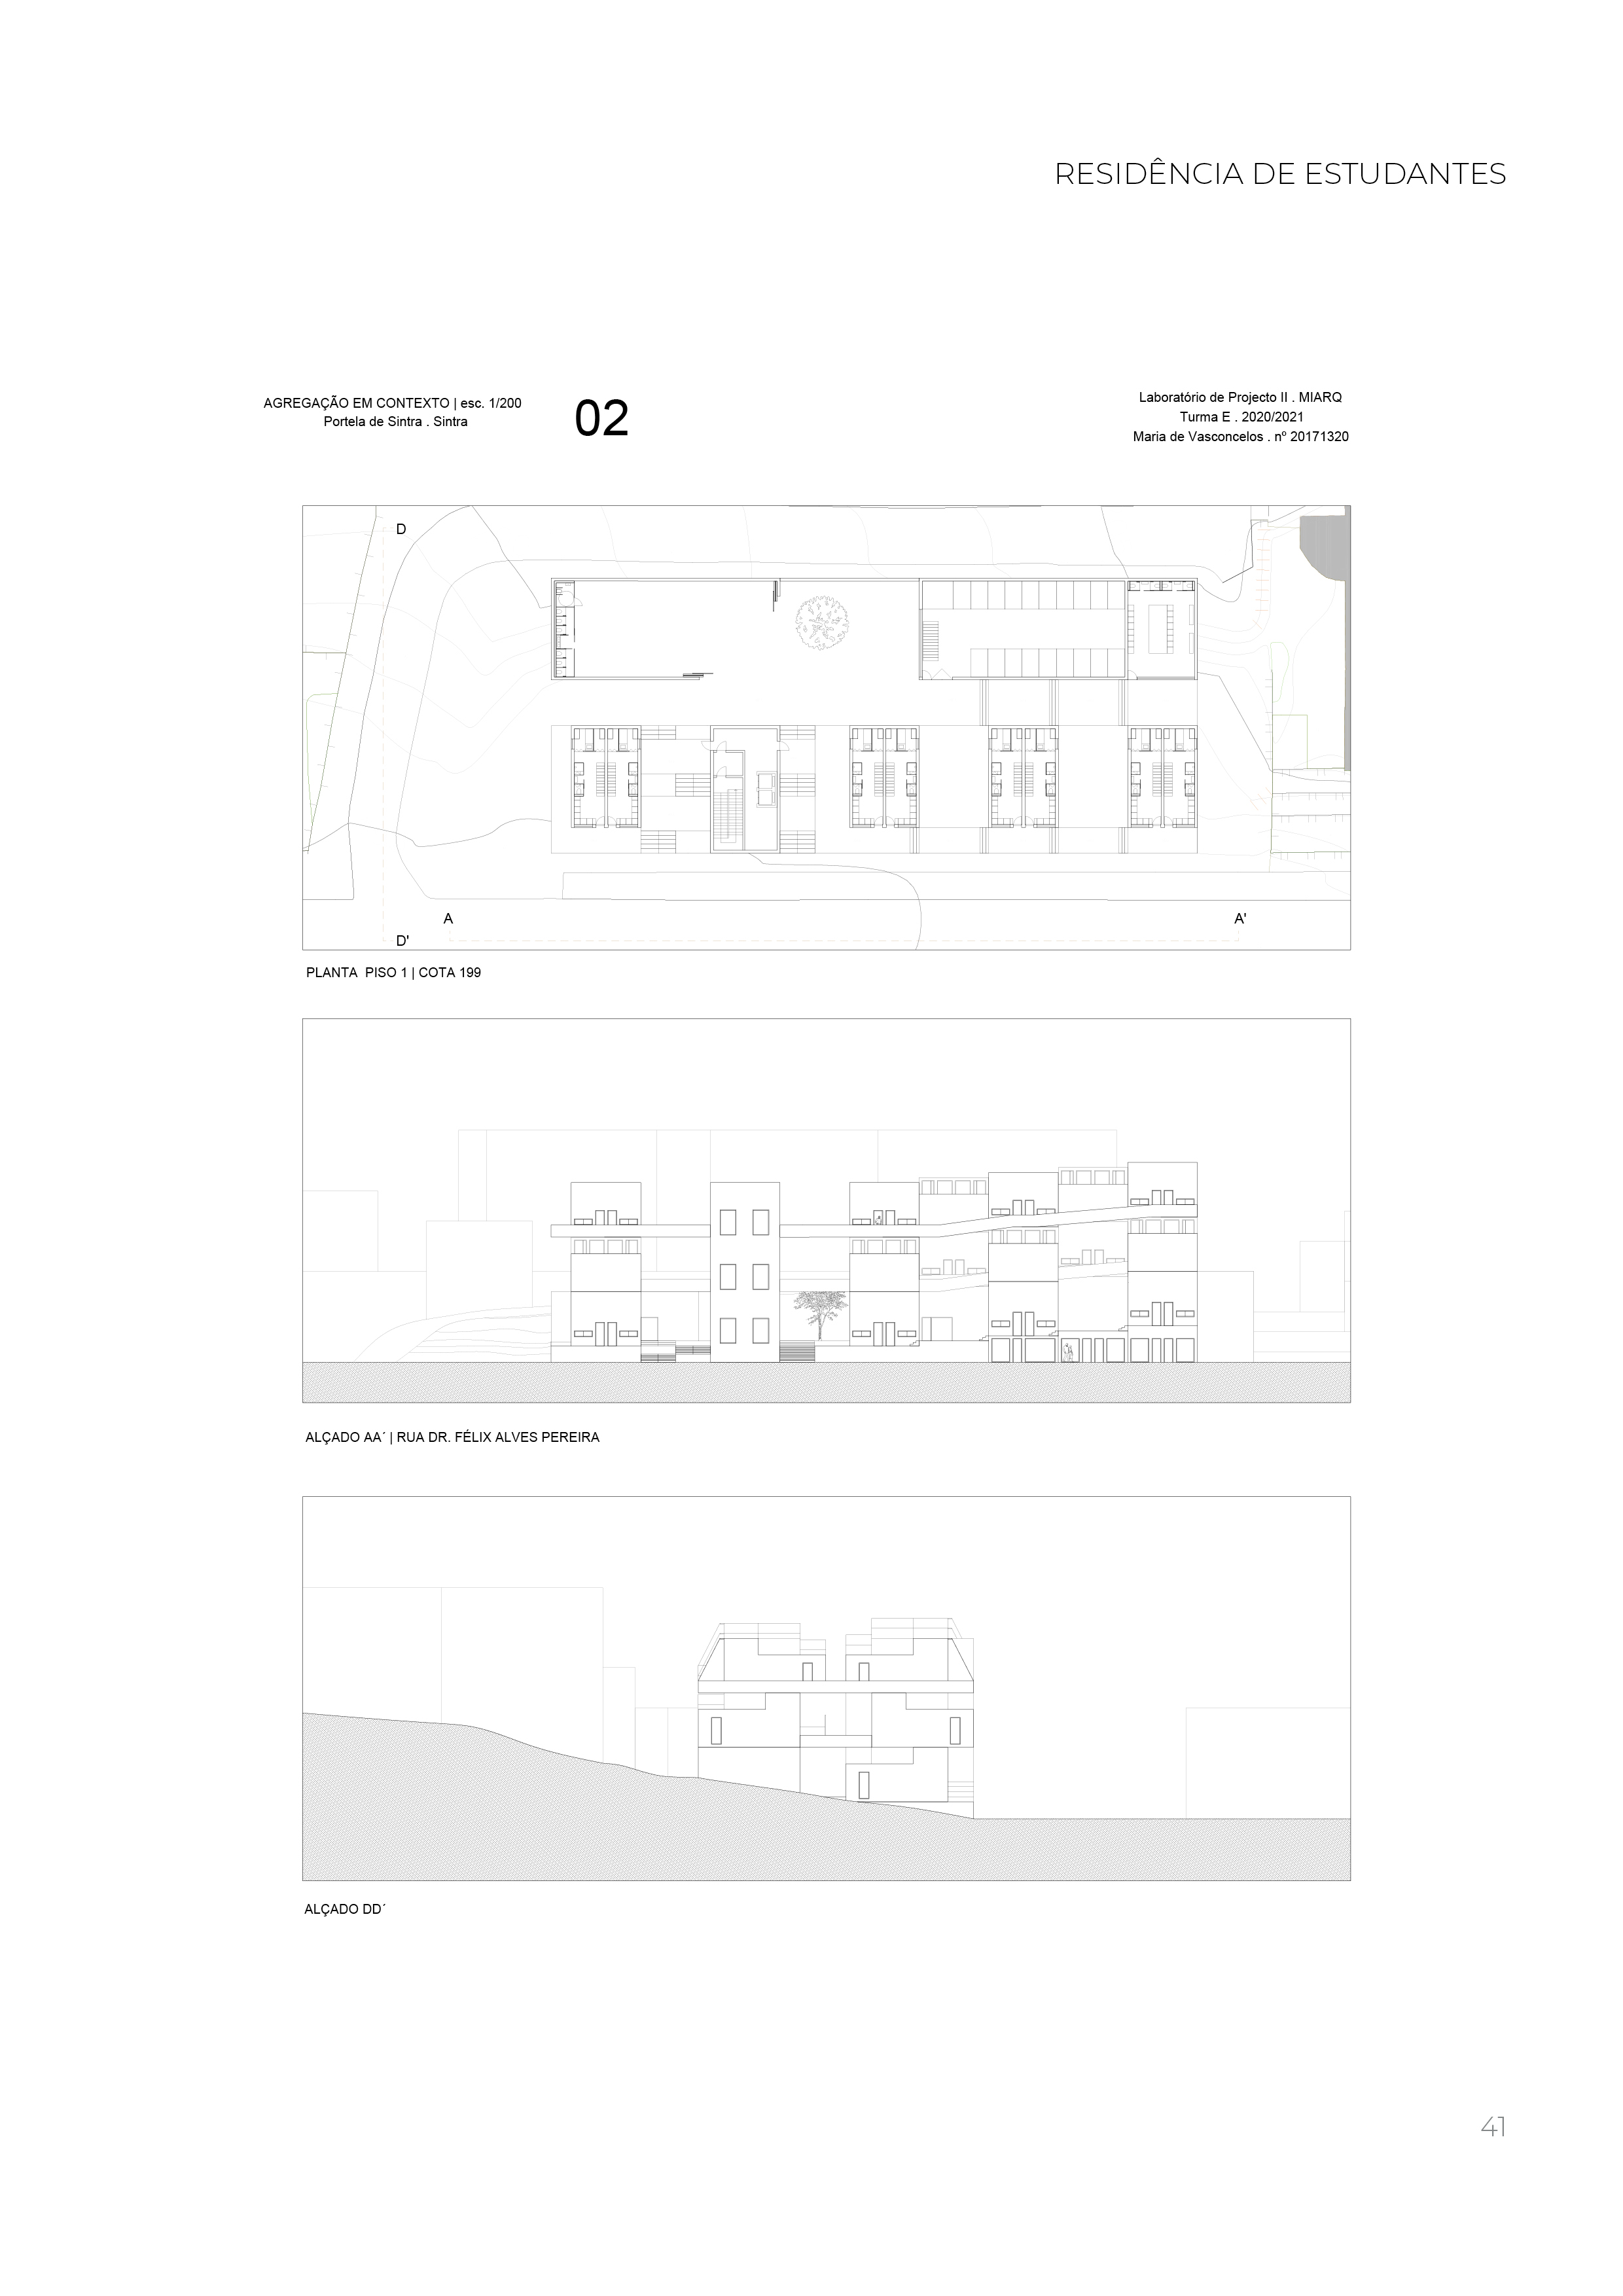 RESIDÊNCIA DE ESTUDANTES
AGREGAÇÃO EM CONTEXTO | esc. 1/200
Portela de Sintra . Sintra
02
Laboratório de Projecto II . MIARQ
Turma E . 2020/2021
Maria de Vasconcelos . nº 20171320
D
A
A'
D'
PLANTA  PISO 1 | COTA 199
ALÇADO AA´ | RUA DR. FÉLIX ALVES PEREIRA
ALÇADO DD´
41